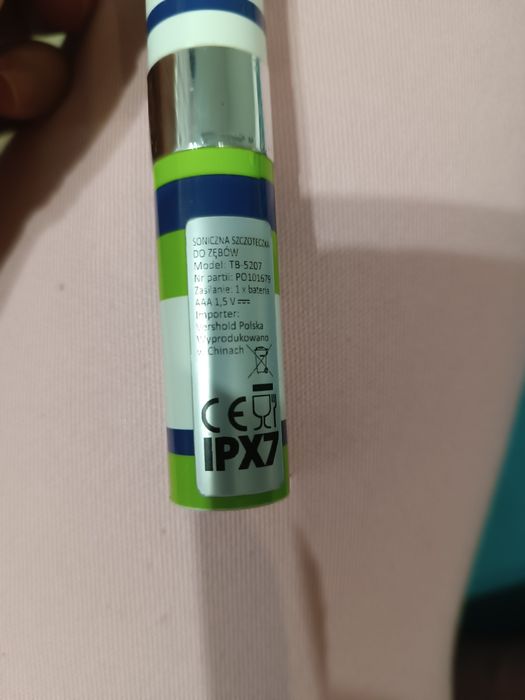 SONICZNA SZCZOTECZKA
DO ZĘBÓW
Model: TB-5207
Nr partii: PO101679
Zasilanie: 1 x bateria
AAA 1,5 V
Importer:
Vershold Polska
Wyprodukowano
w Chinach
CE
IPX7